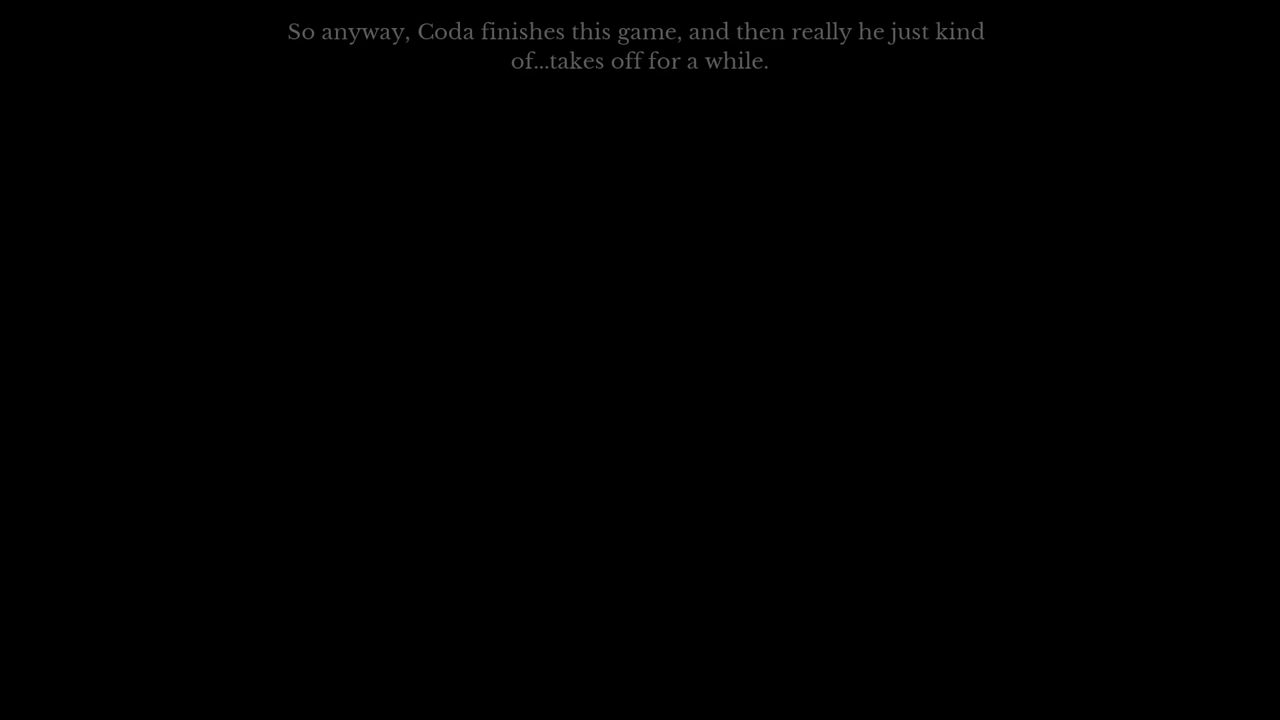 So anyway, Coda finishes this game, and then really he just kind
of...takes off for a while.